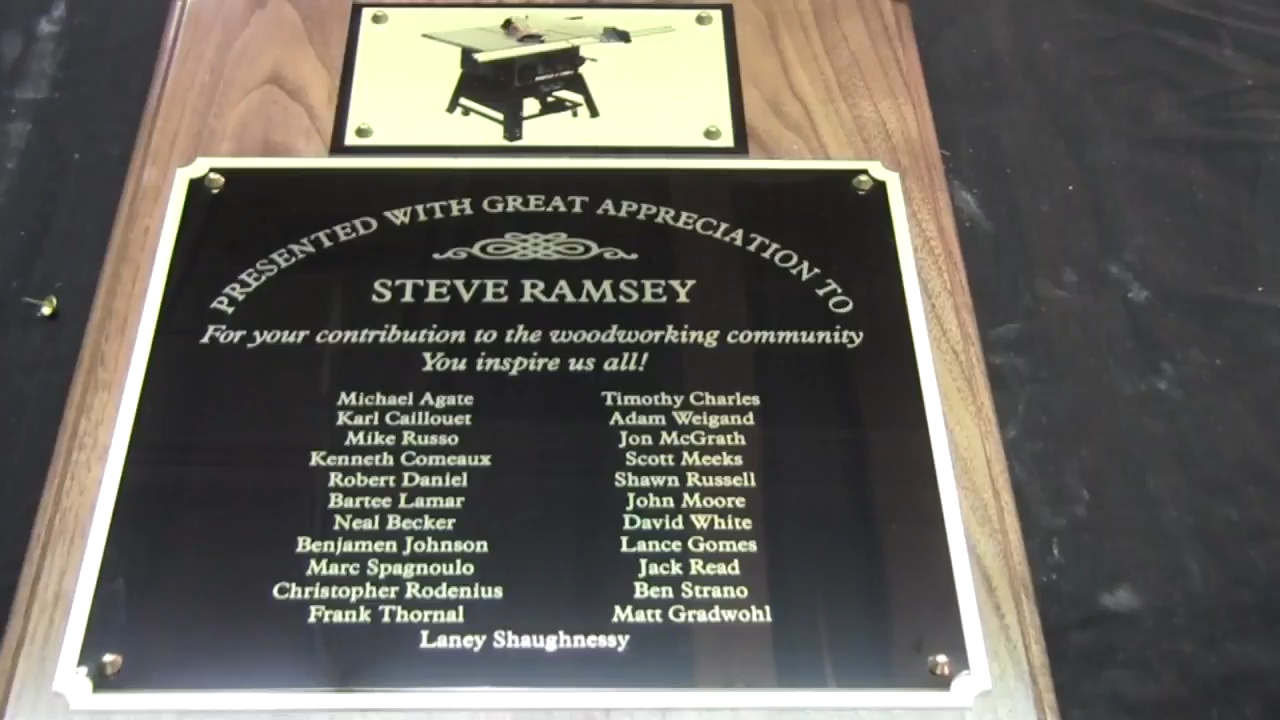 PRESENTED WITH GREAT APPRECIATION TO
STEVE RAMSEY
For your contribution to the woodworking community
You inspire us all!
Michael Agate
Karl Caillouet
Mike Russo
Kenneth Comeaux
Robert Daniel
Bartee Lamar
Neal Becker
Benjamen Johnson
Marc Spagnoulo
Christopher Rodenius
Frank Thornal
Timothy Charles
Adam Weigand
Jon McGrath
Scott Meeks
Shawn Russell
John Moore
David White
Lance Gomes
Jack Read
Ben Strano
Matt Gradwohl
Laney Shaughnessy